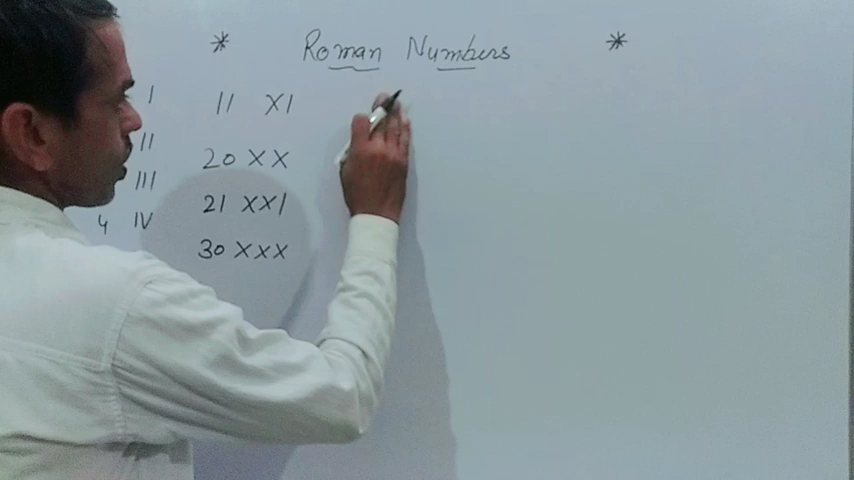 * Roman Numbers *
I
II
III
4 IV
11 XI
20 XX
21 XXI
30 XXX